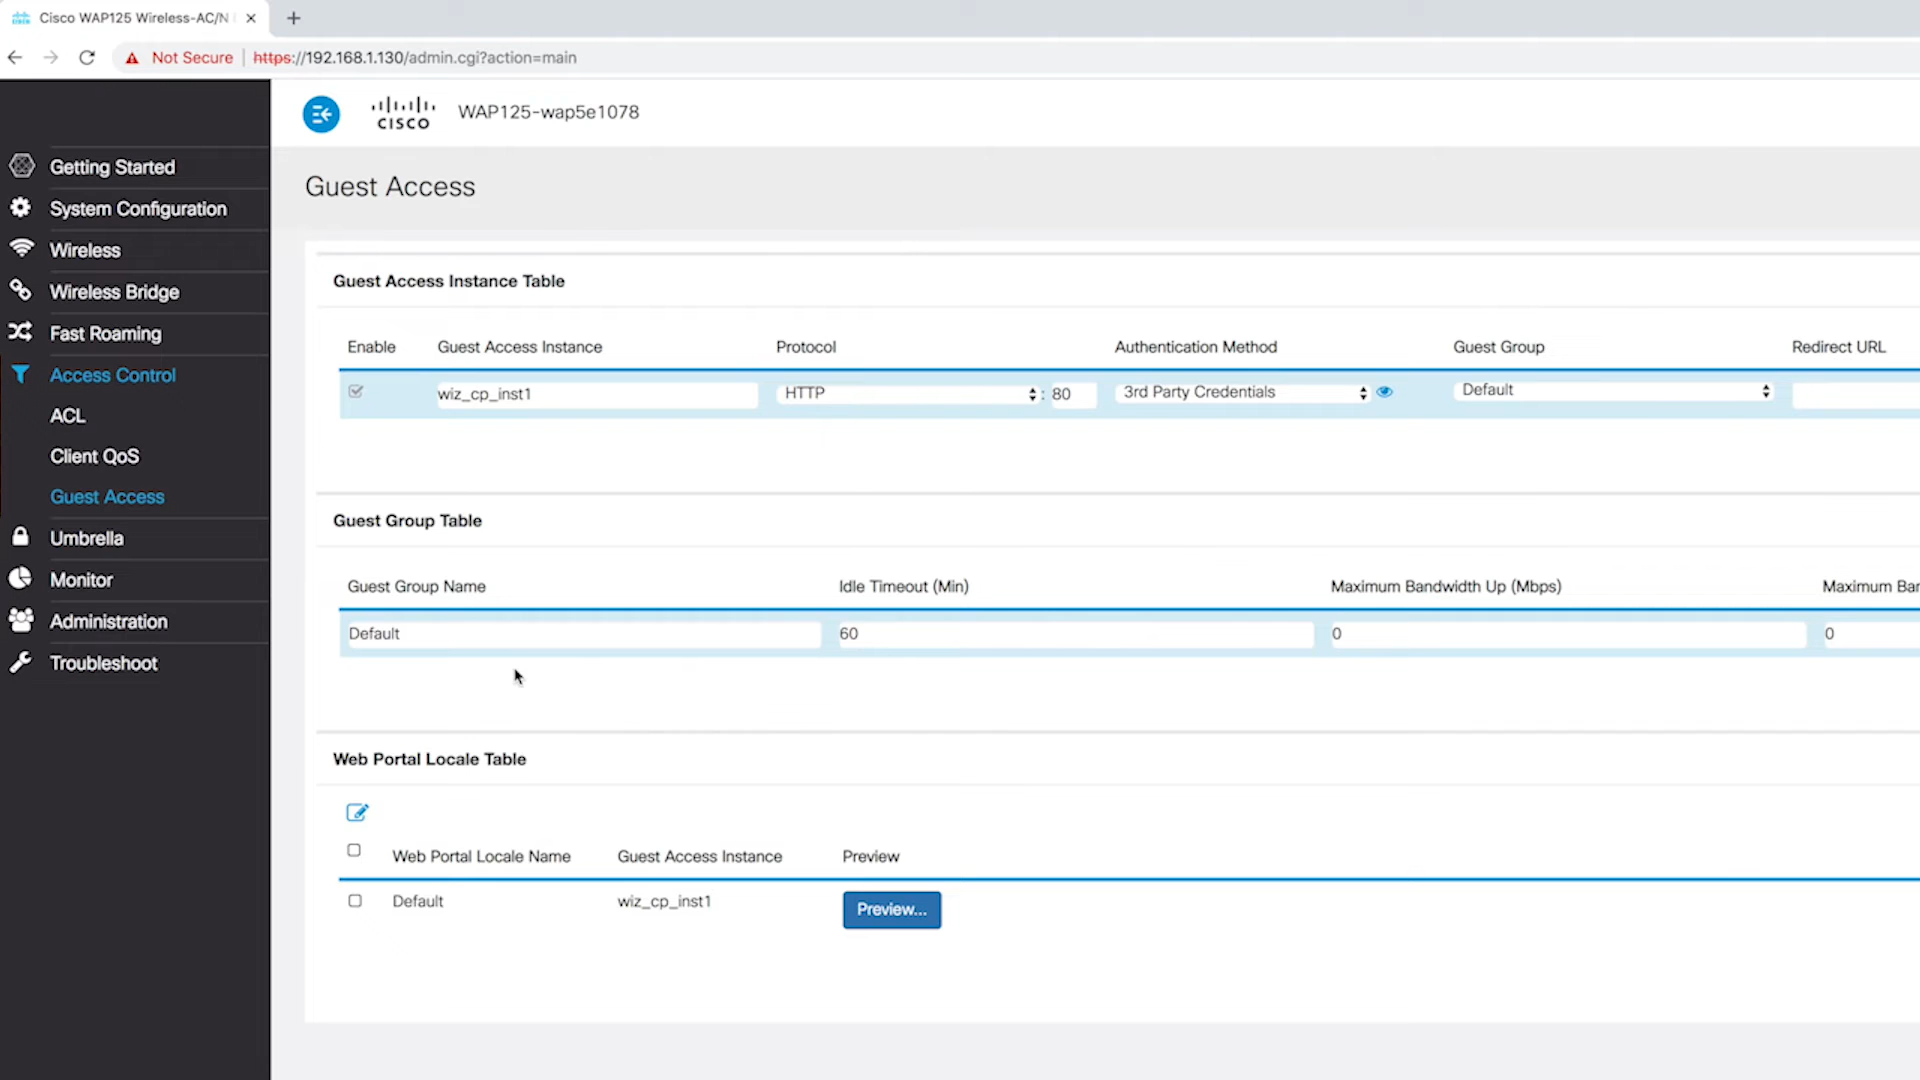 Cisco WAP125 Wireless-AC/N
Not Secure | https://192.168.1.130/admin.cgi?action=main
CISCO
WAP125-wap5e1078
Getting Started
System Configuration
Wireless
Wireless Bridge
Fast Roaming
Access Control
ACL
Client QoS
Guest Access
Umbrella
Monitor
Administration
Troubleshoot
Guest Access
Guest Access Instance Table
Enable Guest Access Instance Protocol Authentication Method Guest Group Redirect URL
wiz_cp_inst1 HTTP : 80 3rd Party Credentials Default
Guest Group Table
Guest Group Name Idle Timeout (Min) Maximum Bandwidth Up (Mbps) Maximum Bar
Default 60 0 0
Web Portal Locale Table
Web Portal Locale Name Guest Access Instance Preview
Default wiz_cp_inst1 Preview...